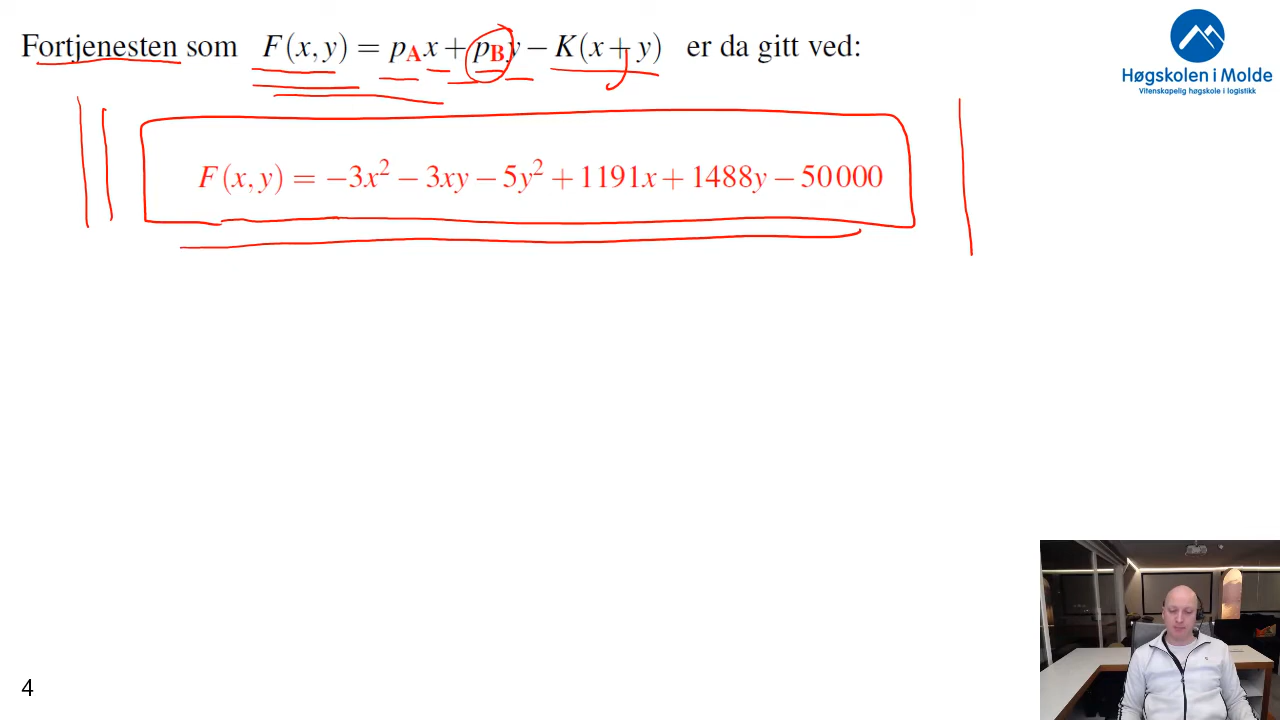 Fortjenesten som F(x, y) = p_A x + p_B y − K(x + y) er da gitt ved:
Høgskolen i Molde
Vitenskapelig høgskole i logistikk
F(x, y) = −3x² − 3xy − 5y² + 1191x + 1488y − 50000
4